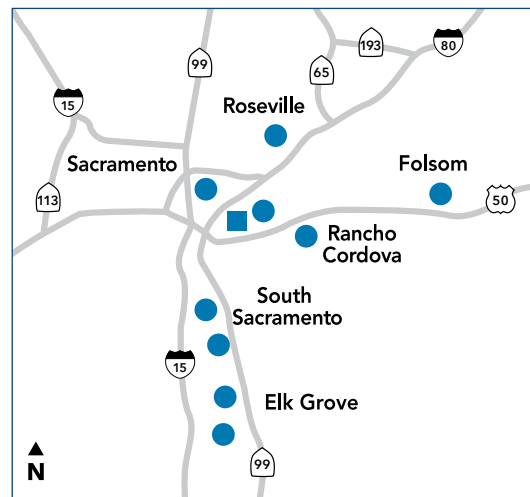 193
80
99
65
15
Roseville
Sacramento
Folsom
113
50
Rancho
Cordova
South
Sacramento
15
Elk Grove
99
N